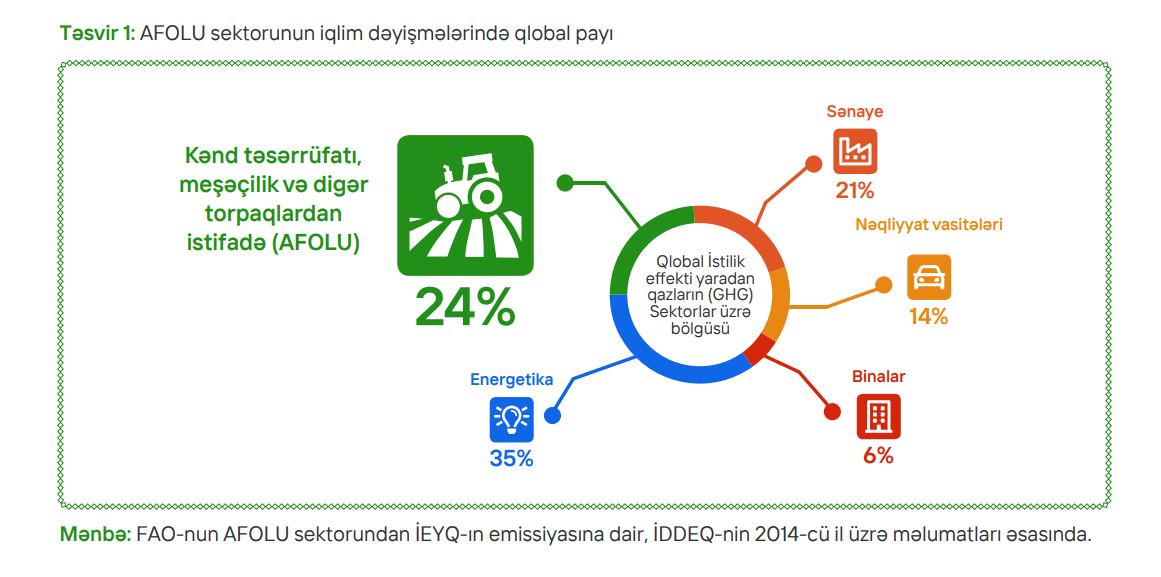 Təsvir 1: AFOLU sektorunun iqlim dəyişmələrində qlobal payı
Kənd təsərrüfatı,
meşəçilik və digər
torpaqlardan
istifadə (AFOLU)
24%
Sənaye
21%
Nəqliyyat vasitələri
14%
Qlobal İstilik
effekti yaradan
qazların (GHG)
Sektorlar üzrə
bölgüsü
Energetika
35%
Binalar
6%
Mənbə: FAO-nun AFOLU sektorundan İEYQ-ın emissiyasına dair, İDDEQ-nin 2014-cü il üzrə məlumatları əsasında.